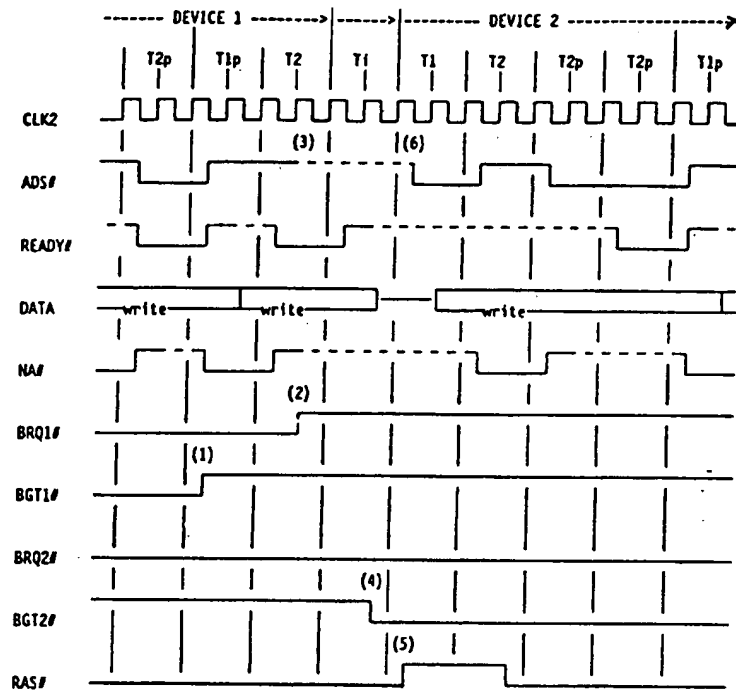 DEVICE 1 DEVICE 2
T2p T1p T2 Ti T1 T2 T2p T2p T1p
CLK2
(3) (6)
ADS#
READY#
DATA
write write write
NA#
(2)
BRQ1#
(1)
BGT1#
BRQ2#
(4)
BGT2#
(5)
RAS#